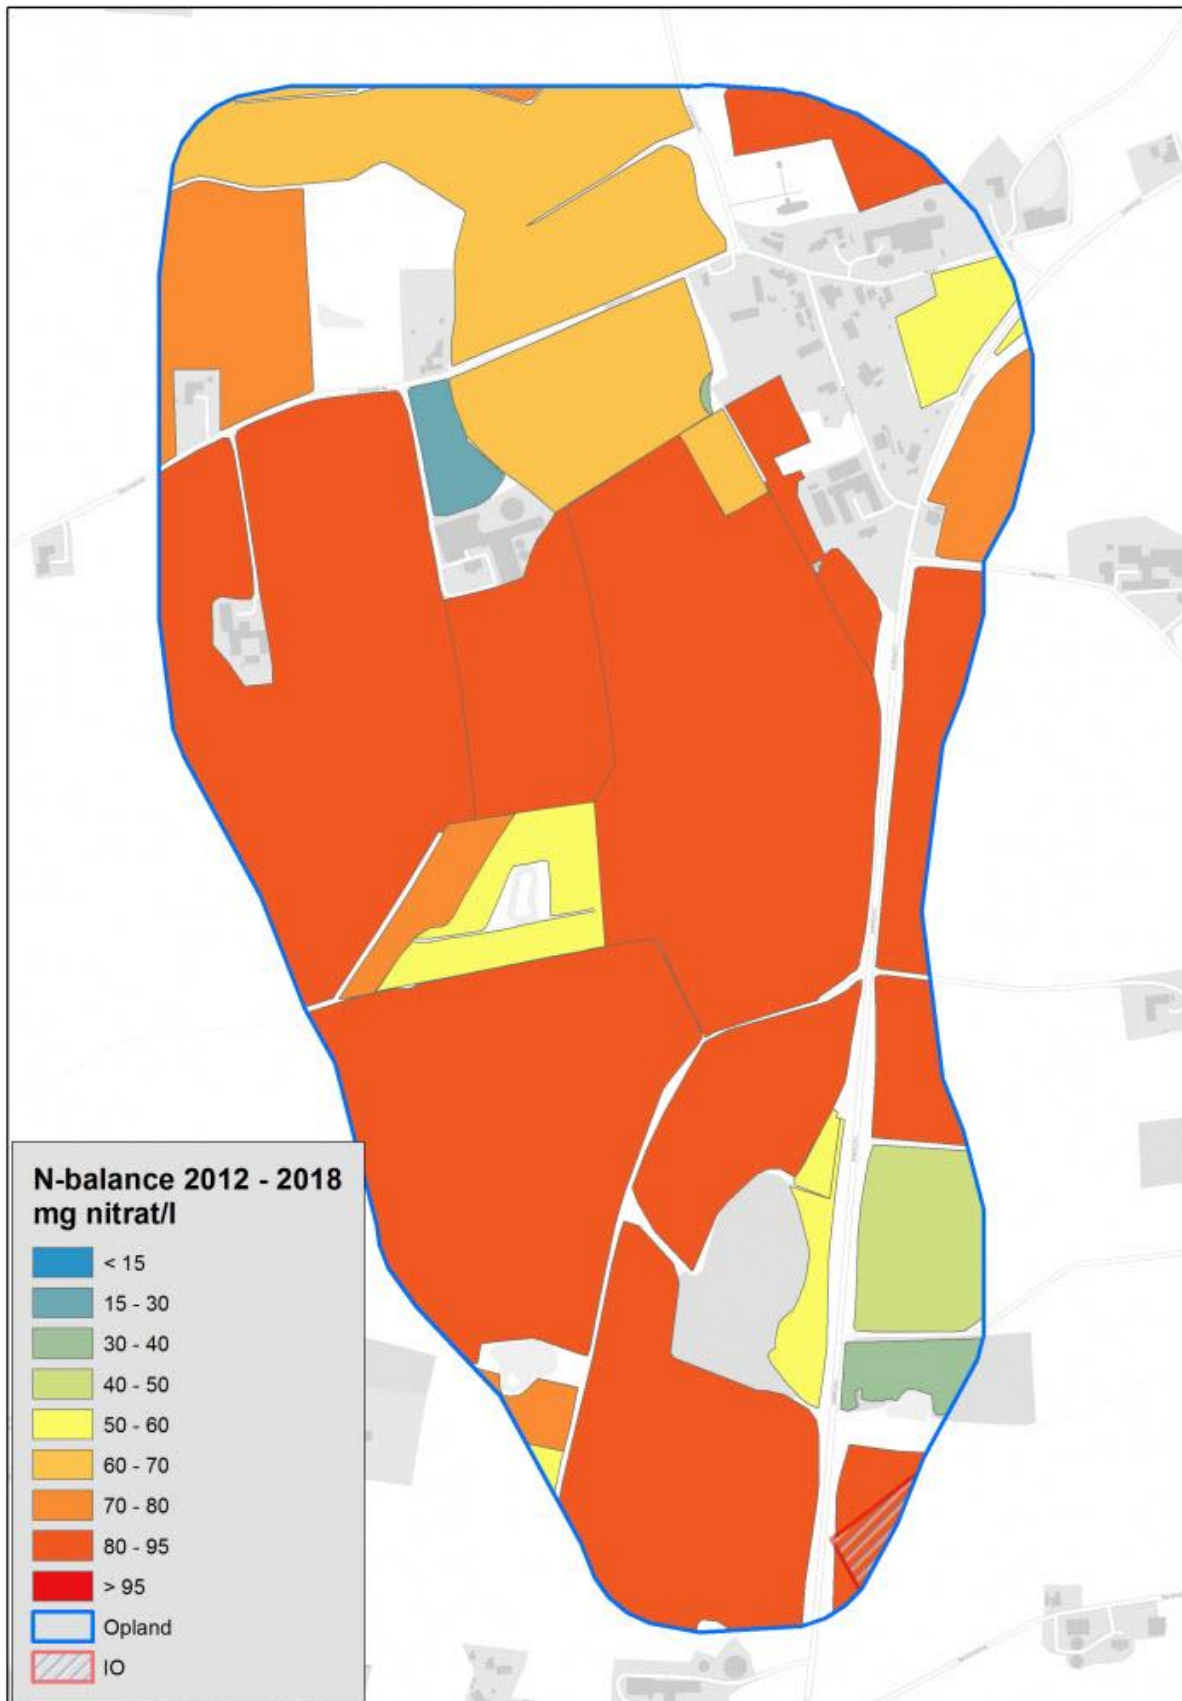 N-balance 2012 - 2018
mg nitrat/l
< 15
15 - 30
30 - 40
40 - 50
50 - 60
60 - 70
70 - 80
80 - 95
> 95
Opland
IO